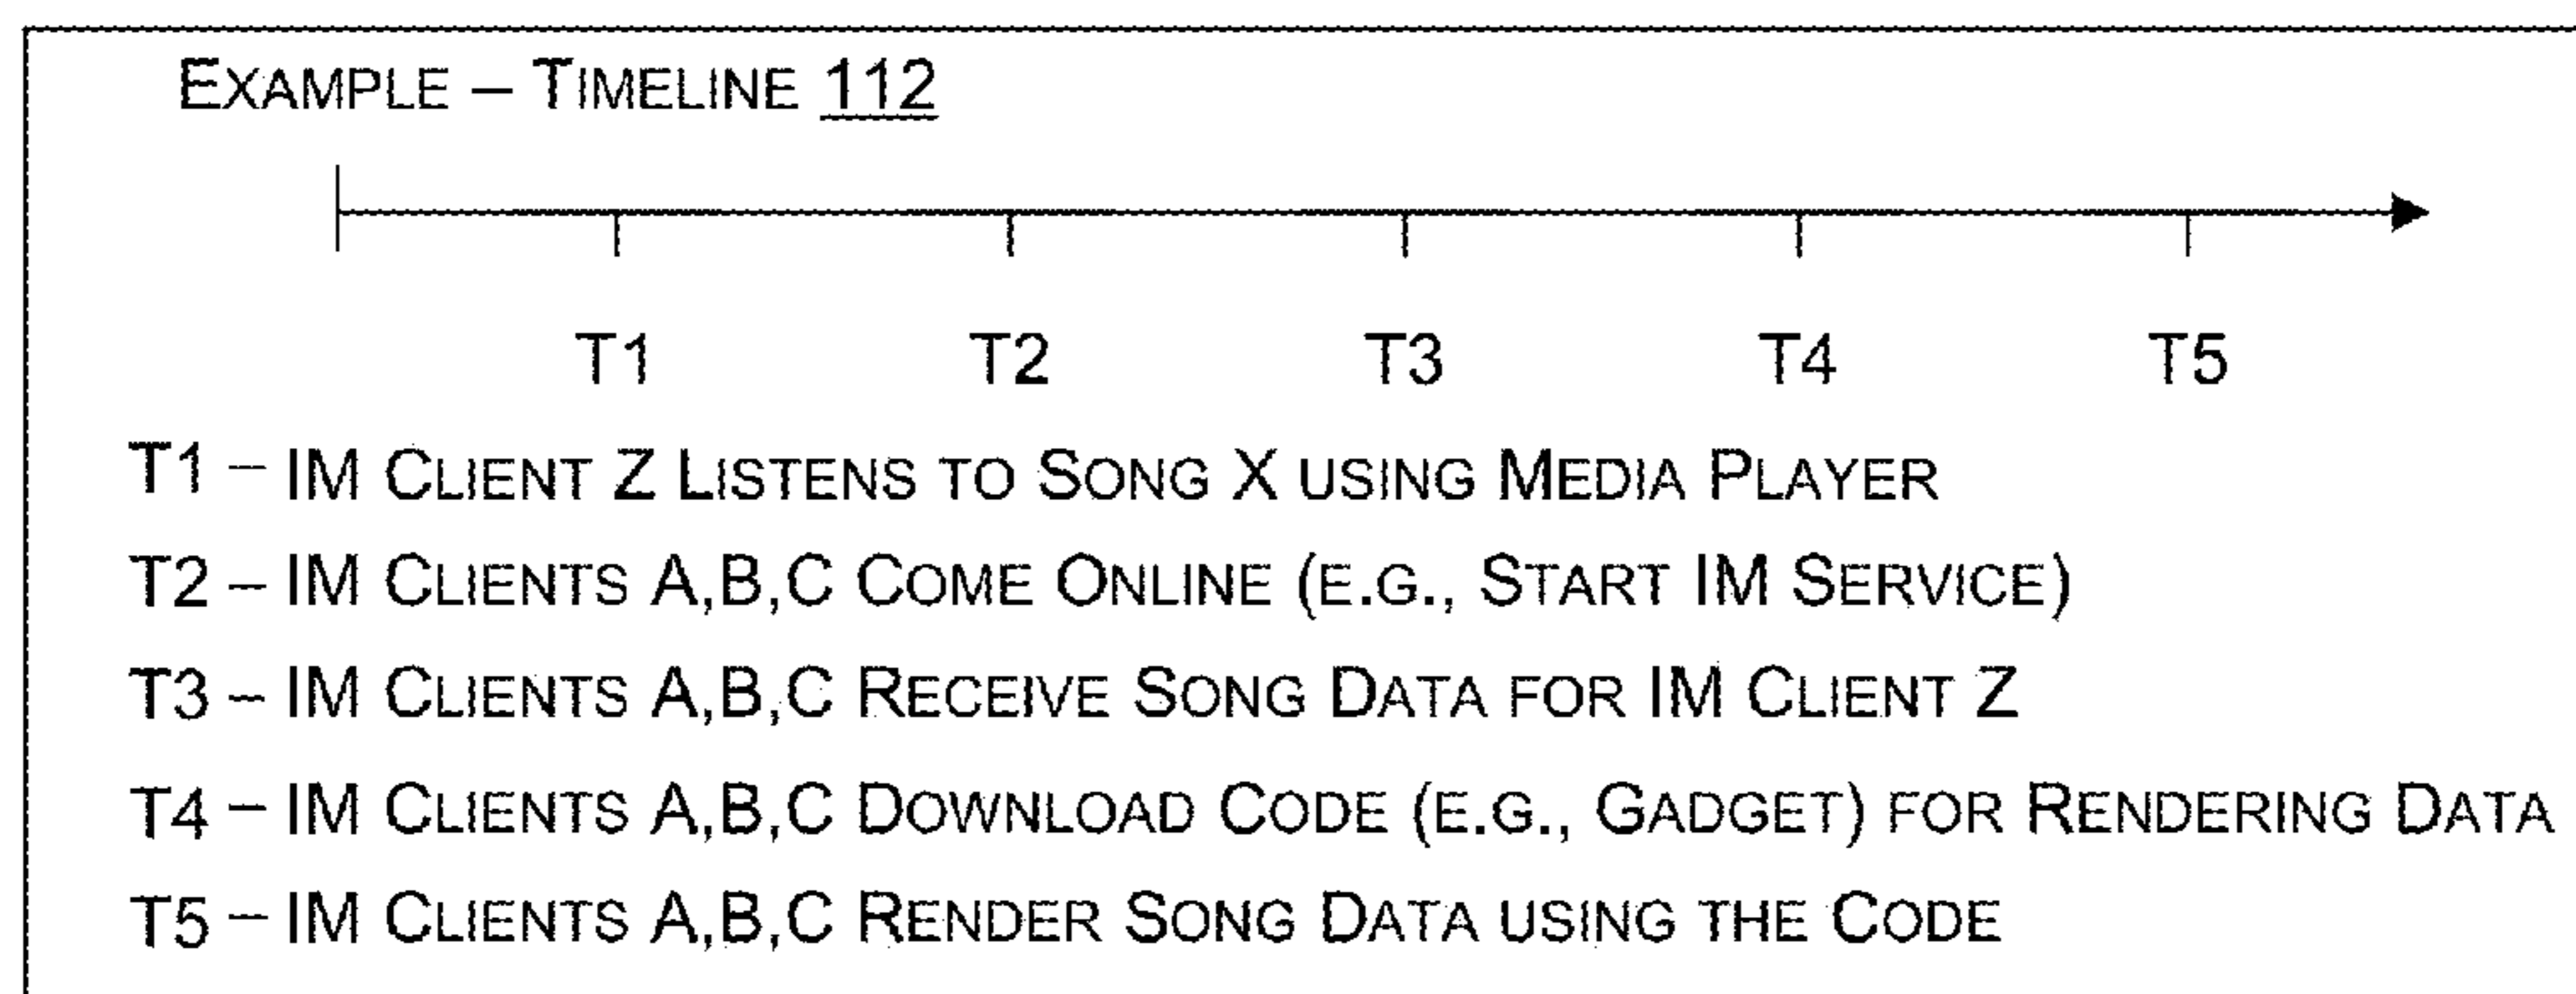 EXAMPLE – TIMELINE 112
T1 T2 T3 T4 T5
T1 – IM CLIENT Z LISTENS TO SONG X USING MEDIA PLAYER
T2 – IM CLIENTS A,B,C COME ONLINE (E.G., START IM SERVICE)
T3 – IM CLIENTS A,B,C RECEIVE SONG DATA FOR IM CLIENT Z
T4 – IM CLIENTS A,B,C DOWNLOAD CODE (E.G., GADGET) FOR RENDERING DATA
T5 – IM CLIENTS A,B,C RENDER SONG DATA USING THE CODE